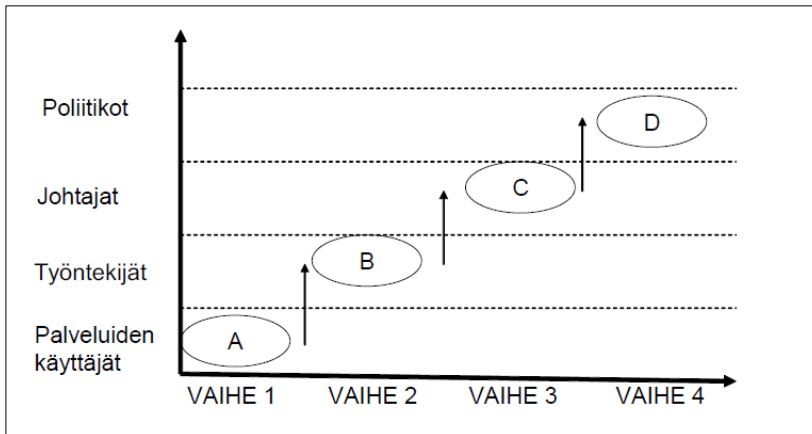 Poliitikot
D
Johtajat
C
Työntekijät
B
Palveluiden
käyttäjät
A
VAIHE 1
VAIHE 2
VAIHE 3
VAIHE 4